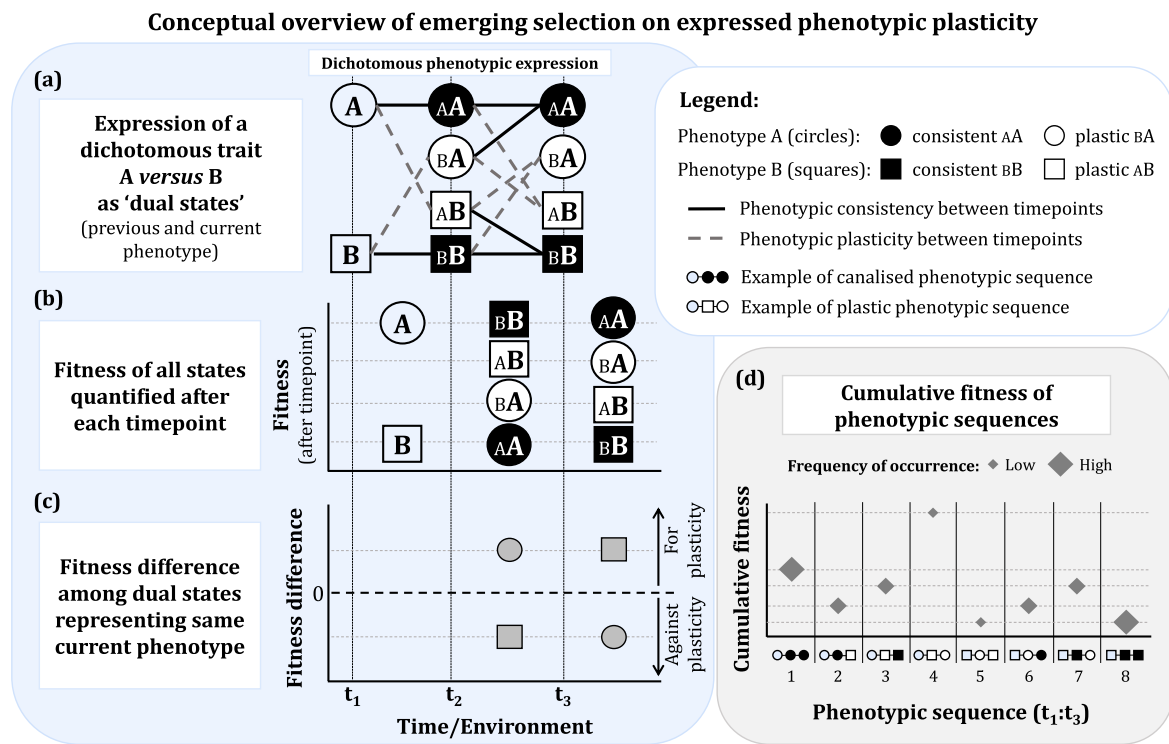 Conceptual overview of emerging selection on expressed phenotypic plasticity
(a)
Dichotomous phenotypic expression
Expression of a
dichotomous trait
A versus B
as ‘dual states’
(previous and current
phenotype)
A
AA
AA
BA
BA
AB
AB
B
BB
BB
Legend:
Phenotype A (circles): consistent AA plastic BA
Phenotype B (squares): consistent BB plastic AB
Phenotypic consistency between timepoints
Phenotypic plasticity between timepoints
Example of canalised phenotypic sequence
Example of plastic phenotypic sequence
(b)
Fitness of all states
quantified after
each timepoint
Fitness
(after timepoint)
A
BB
AA
AB
BA
BA
AB
B
AA
BB
(c)
Fitness difference
among dual states
representing same
current phenotype
Fitness difference
0
For
plasticity
Against
plasticity
t1 t2 t3
Time/Environment
(d)
Cumulative fitness of
phenotypic sequences
Frequency of occurrence: Low High
Cumulative fitness
1 2 3 4 5 6 7 8
Phenotypic sequence (t1:t3)